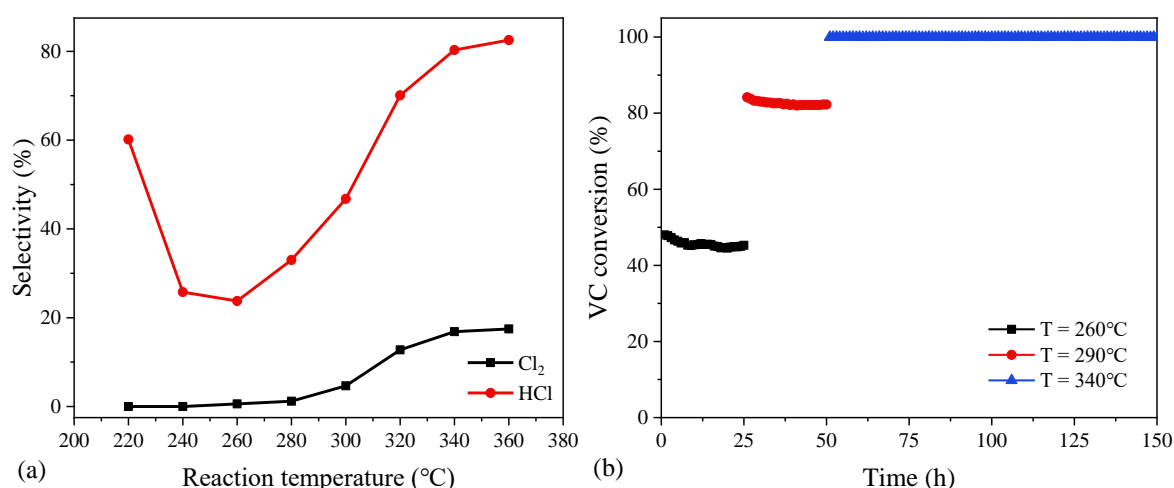 80
60
40
20
0
Selectivity (%)
Cl₂
HCl
200 220 240 260 280 300 320 340 360 380
Reaction temperature (℃)
(a)
100
80
60
40
20
0
VC conversion (%)
T = 260℃
T = 290℃
T = 340℃
0 25 50 75 100 125 150
Time (h)
(b)